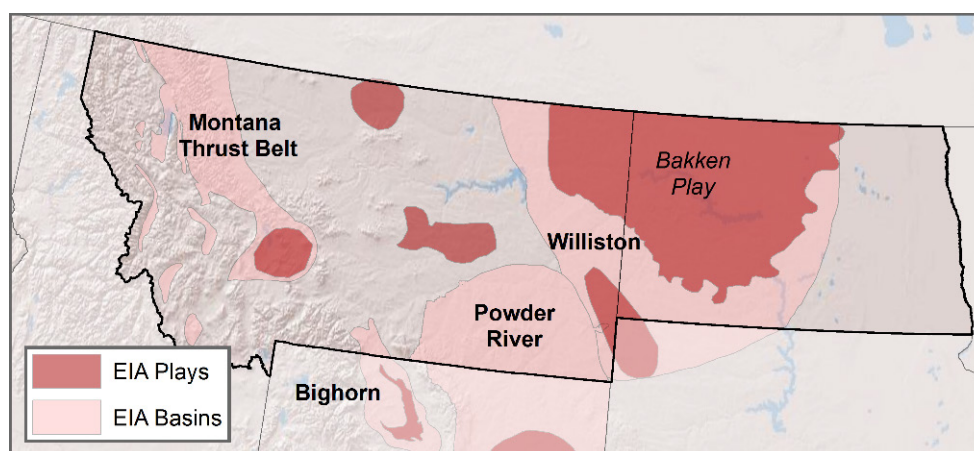 Montana
Thrust Belt
Bakken
Play
Williston
Powder
River
Bighorn
EIA Plays
EIA Basins